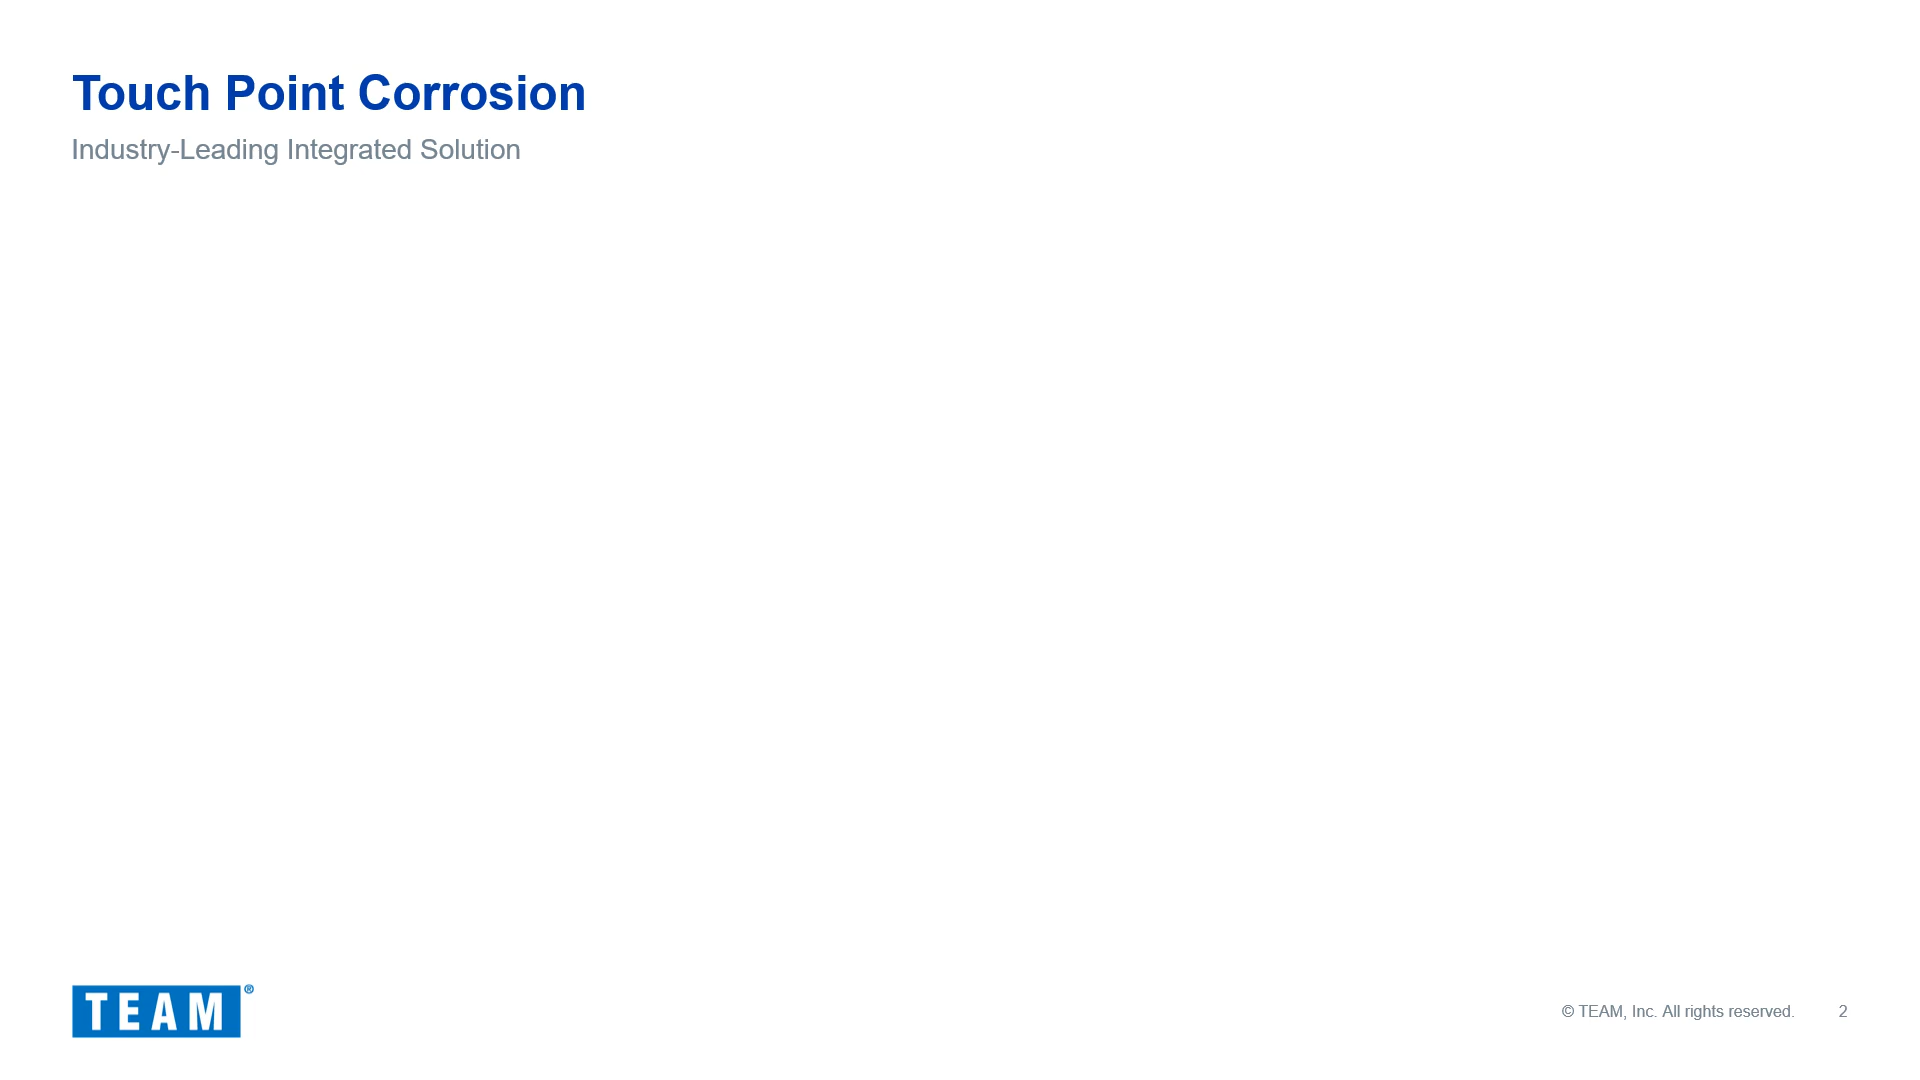 Touch Point Corrosion
Industry-Leading Integrated Solution
TEAM®
© TEAM, Inc. All rights reserved. 2